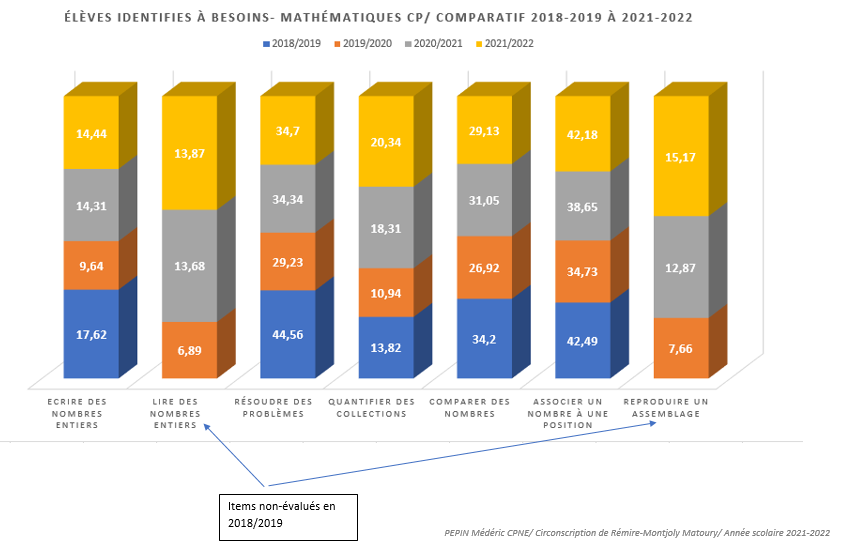 ÉLÈVES IDENTIFIES À BESOINS- MATHÉMATIQUES CP/ COMPARATIF 2018-2019 À 2021-2022
2018/2019 2019/2020 2020/2021 2021/2022
14,44 13,87 34,7 20,34 29,13 42,18 15,17
14,31 13,68 34,34 18,31 31,05 38,65 12,87
9,64 6,89 29,23 10,94 26,92 34,73 7,66
17,62 44,56 13,82 34,2 42,49
ECRIRE DES NOMBRES ENTIERS
LIRE DES NOMBRES ENTIERS
RÉSOUDRE DES PROBLÈMES
QUANTIFIER DES COLLECTIONS
COMPARER DES NOMBRES
ASSOCIER UN NOMBRE À UNE POSITION
REPRODUIRE UN ASSEMBLAGE
Items non-évalués en
2018/2019
PEPIN Médéric CPNE/ Circonscription de Rémire-Montjoly Matoury/ Année scolaire 2021-2022